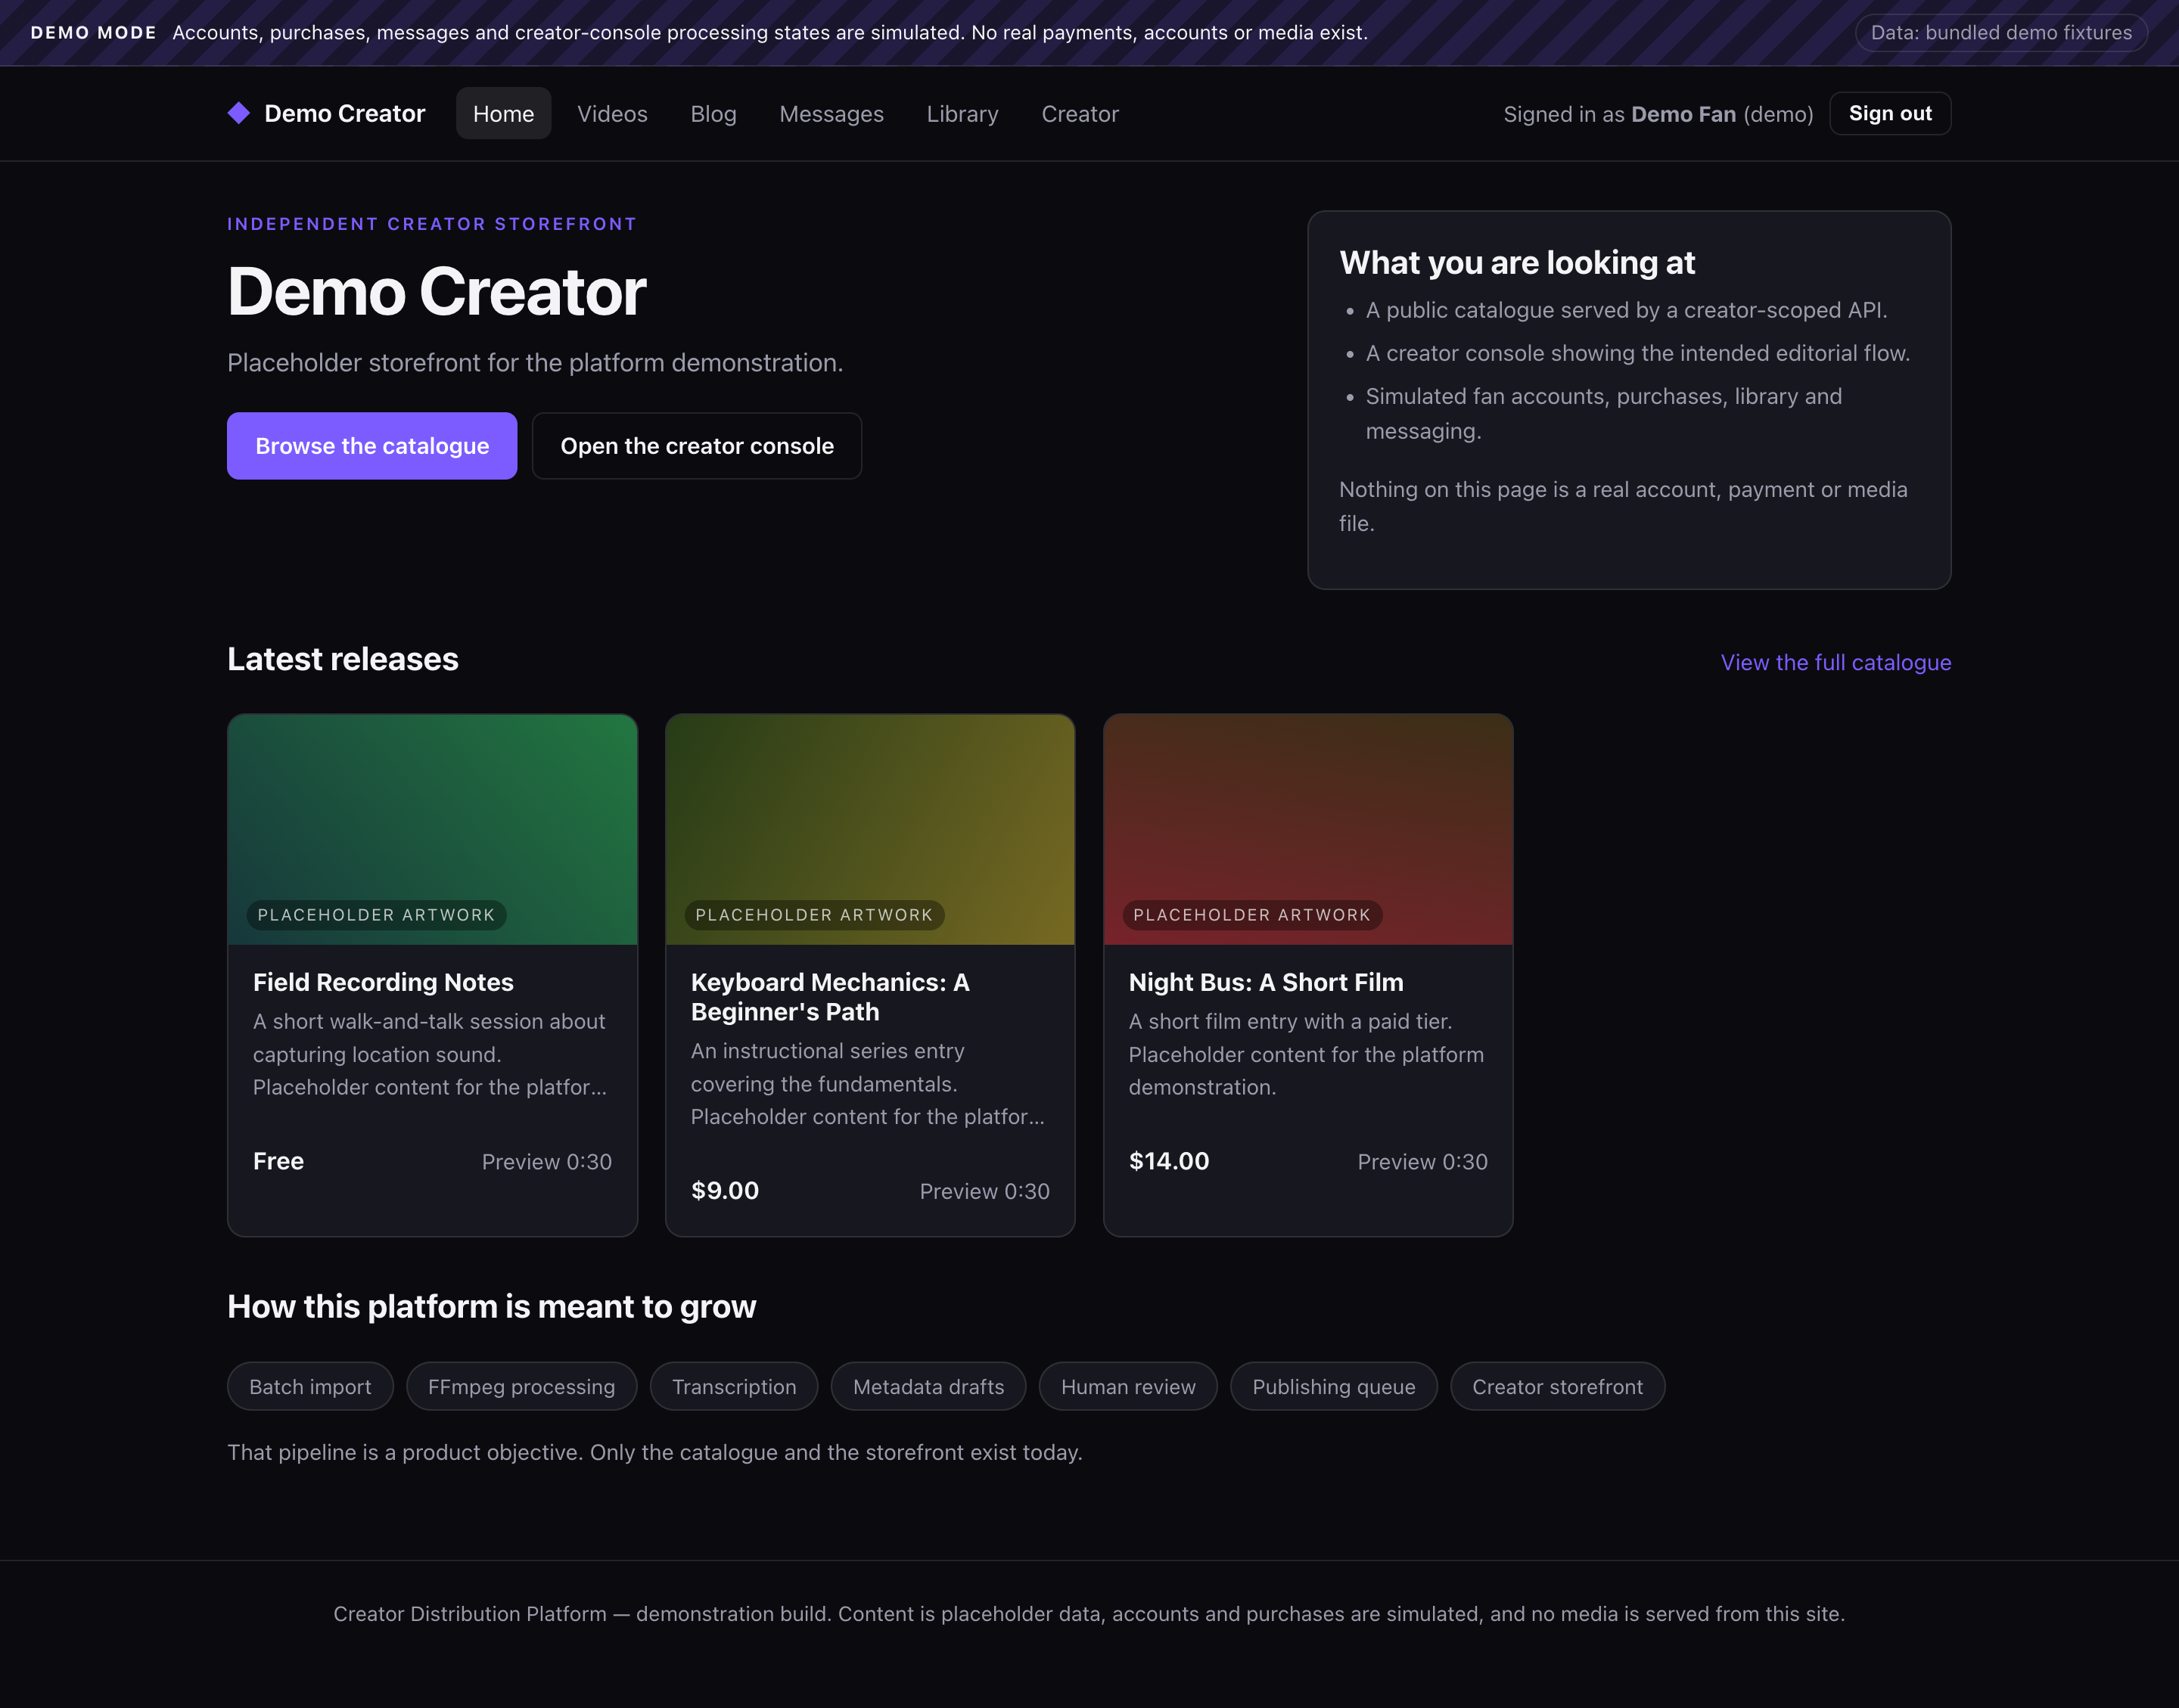 DEMO MODE Accounts, purchases, messages and creator-console processing states are simulated. No real payments, accounts or media exist. Data: bundled demo fixtures
Demo Creator Home Videos Blog Messages Library Creator Signed in as Demo Fan (demo) Sign out
INDEPENDENT CREATOR STOREFRONT
Demo Creator
Placeholder storefront for the platform demonstration.
Browse the catalogue Open the creator console
What you are looking at
• A public catalogue served by a creator-scoped API.
• A creator console showing the intended editorial flow.
• Simulated fan accounts, purchases, library and
messaging.
Nothing on this page is a real account, payment or media
file.
Latest releases View the full catalogue
PLACEHOLDER ARTWORK
Field Recording Notes
A short walk-and-talk session about
capturing location sound.
Placeholder content for the platfor...
Free Preview 0:30
PLACEHOLDER ARTWORK
Keyboard Mechanics: A
Beginner's Path
An instructional series entry
covering the fundamentals.
Placeholder content for the platfor...
$9.00 Preview 0:30
PLACEHOLDER ARTWORK
Night Bus: A Short Film
A short film entry with a paid tier.
Placeholder content for the platform
demonstration.
$14.00 Preview 0:30
How this platform is meant to grow
Batch import FFmpeg processing Transcription Metadata drafts Human review Publishing queue Creator storefront
That pipeline is a product objective. Only the catalogue and the storefront exist today.
Creator Distribution Platform — demonstration build. Content is placeholder data, accounts and purchases are simulated, and no media is served from this site.